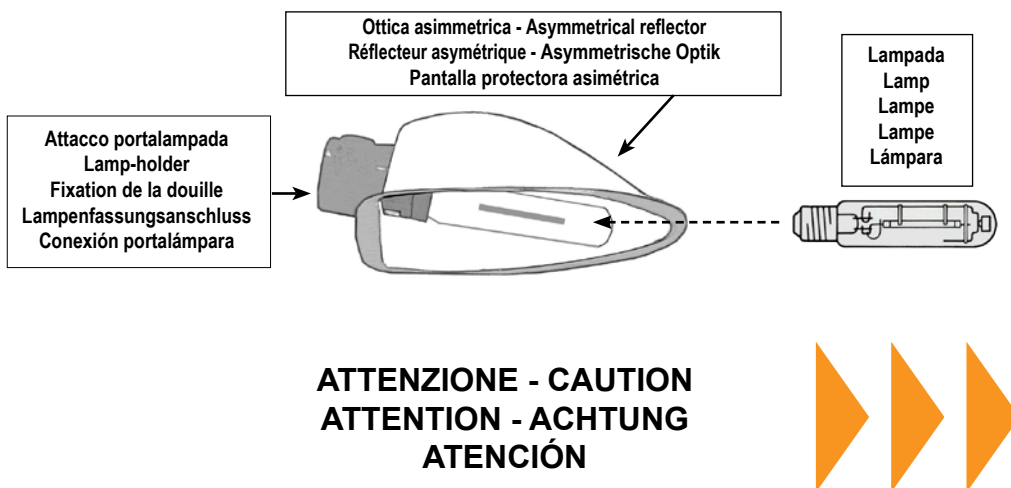 Ottica asimmetrica - Asymmetrical reflector
Réflecteur asymétrique - Asymmetrische Optik
Pantalla protectora asimétrica
Lampada
Lamp
Lampe
Lampe
Lámpara
Attacco portalampada
Lamp-holder
Fixation de la douille
Lampenfassungsanschluss
Conexión portalámpara
ATTENZIONE - CAUTION
ATTENTION - ACHTUNG
ATENCIÓN